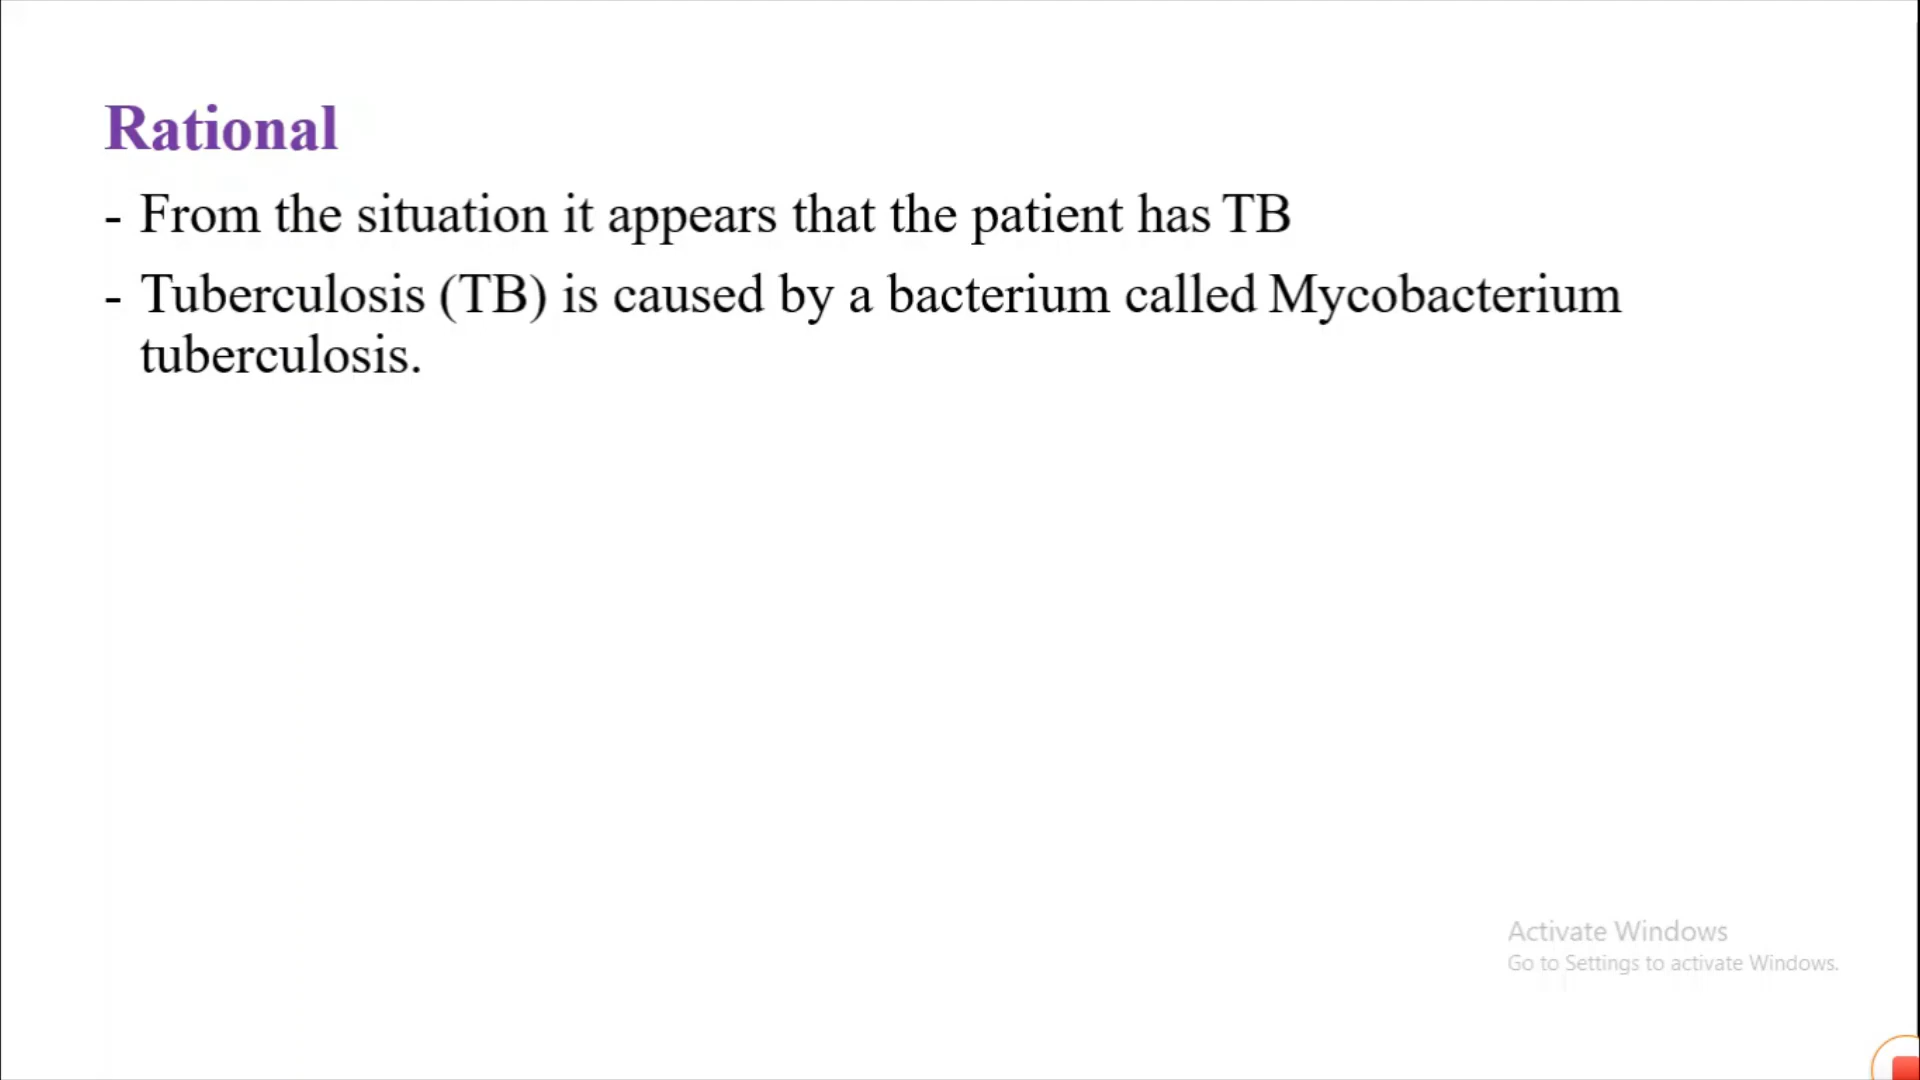 Rational
- From the situation it appears that the patient has TB
- Tuberculosis (TB) is caused by a bacterium called Mycobacterium
tuberculosis.
Activate Windows
Go to Settings to activate Windows.